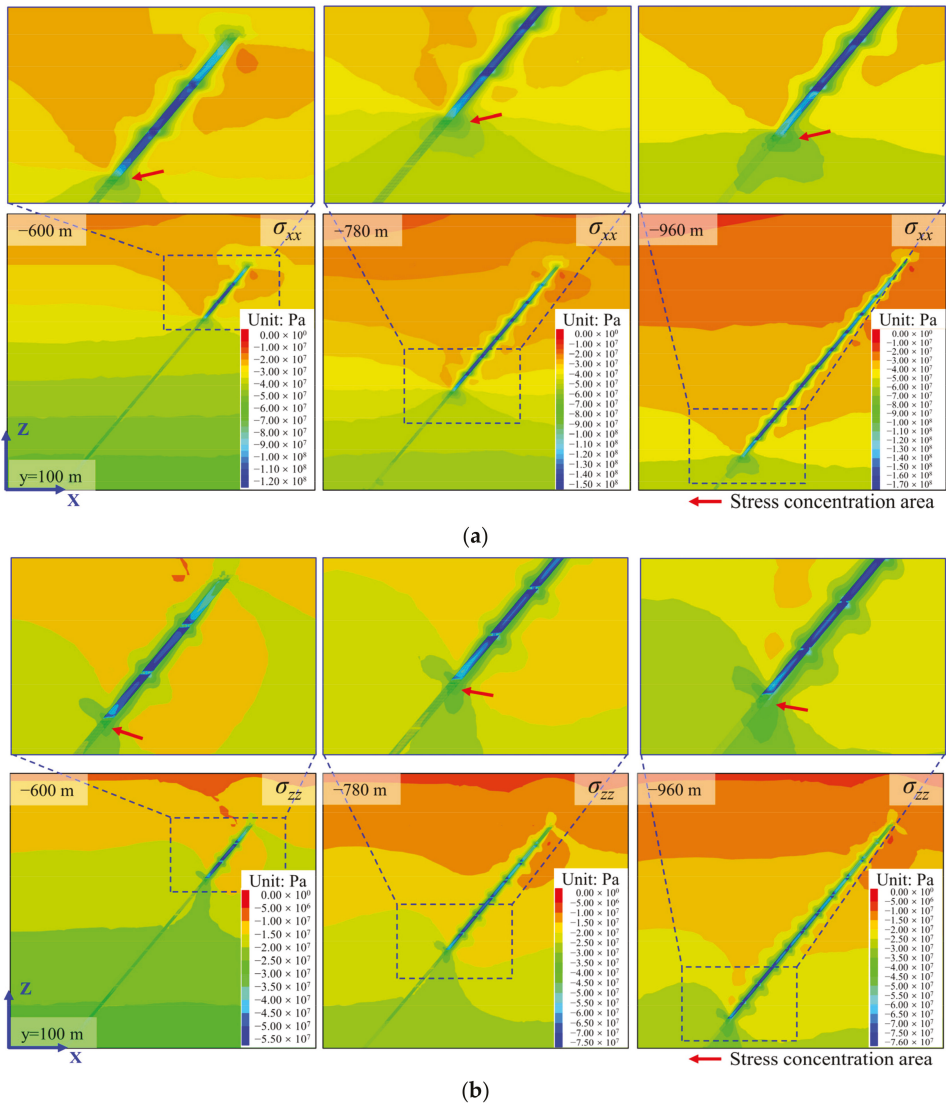 −600 m
σxx
Unit: Pa
0.00 × 10⁰
−1.00 × 10⁷
−2.00 × 10⁷
−3.00 × 10⁷
−4.00 × 10⁷
−5.00 × 10⁷
−6.00 × 10⁷
−7.00 × 10⁷
−8.00 × 10⁷
−9.00 × 10⁷
−1.00 × 10⁸
−1.10 × 10⁸
−1.20 × 10⁸
Z
y=100 m
X
−780 m
σxx
Unit: Pa
0.00 × 10⁰
−1.00 × 10⁷
−2.00 × 10⁷
−3.00 × 10⁷
−4.00 × 10⁷
−5.00 × 10⁷
−6.00 × 10⁷
−7.00 × 10⁷
−8.00 × 10⁷
−9.00 × 10⁷
−1.00 × 10⁸
−1.10 × 10⁸
−1.20 × 10⁸
−1.30 × 10⁸
−1.40 × 10⁸
−1.50 × 10⁸
−960 m
σxx
Unit: Pa
0.00 × 10⁰
−1.00 × 10⁷
−2.00 × 10⁷
−3.00 × 10⁷
−4.00 × 10⁷
−5.00 × 10⁷
−6.00 × 10⁷
−7.00 × 10⁷
−8.00 × 10⁷
−9.00 × 10⁷
−1.00 × 10⁸
−1.10 × 10⁸
−1.20 × 10⁸
−1.30 × 10⁸
−1.40 × 10⁸
−1.60 × 10⁸
−1.70 × 10⁸
Stress concentration area
(a)
−600 m
σzz
Unit: Pa
0.00 × 10⁰
−5.00 × 10⁶
−1.00 × 10⁷
−1.50 × 10⁷
−2.00 × 10⁷
−2.50 × 10⁷
−3.00 × 10⁷
−3.50 × 10⁷
−4.00 × 10⁷
−4.50 × 10⁷
−5.00 × 10⁷
−5.50 × 10⁷
Z
y=100 m
X
−780 m
σzz
Unit: Pa
0.00 × 10⁰
−5.00 × 10⁶
−1.00 × 10⁷
−1.50 × 10⁷
−2.00 × 10⁷
−2.50 × 10⁷
−3.00 × 10⁷
−3.50 × 10⁷
−4.00 × 10⁷
−4.50 × 10⁷
−5.00 × 10⁷
−5.50 × 10⁷
−6.00 × 10⁷
−6.50 × 10⁷
−7.00 × 10⁷
−7.50 × 10⁷
−960 m
σzz
Unit: Pa
0.00 × 10⁰
−5.00 × 10⁶
−1.00 × 10⁷
−1.50 × 10⁷
−2.00 × 10⁷
−2.50 × 10⁷
−3.00 × 10⁷
−3.50 × 10⁷
−4.00 × 10⁷
−4.50 × 10⁷
−5.00 × 10⁷
−5.50 × 10⁷
−6.00 × 10⁷
−6.50 × 10⁷
−7.00 × 10⁷
−7.50 × 10⁷
−7.60 × 10⁷
Stress concentration area
(b)